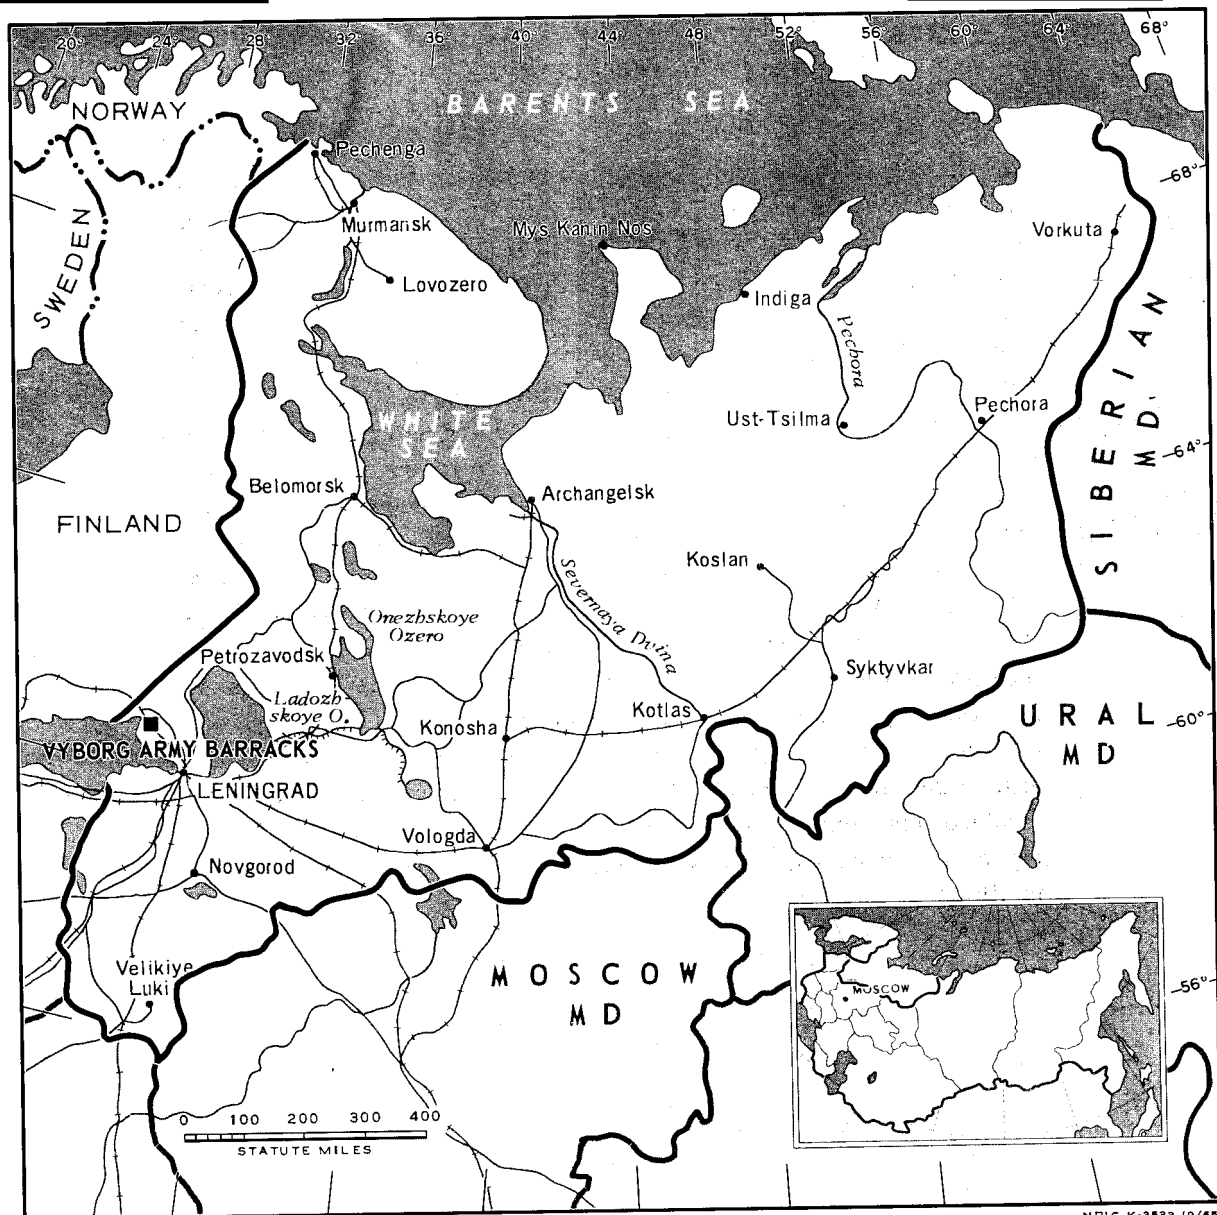 20°
24°
28°
32°
36°
40°
44°
48°
52°
56°
60°
64°
68°
BARENTS SEA
NORWAY
Pechenga
68°
SWEDEN
Murmansk
Mys Kanin Nos
Vorkuta
Lovozero
Indiga
Pechora
SIBERIAN
MD
WHITE
SEA
Ust-Tsilma
Pechora
64°
Belomorsk
Archangelsk
FINLAND
Koslan
Severnaya Dvina
Onezhskoye
Ozero
Petrozavodsk
Syktyvkar
Ladozh
skoye O.
Konosha
Kotlas
URAL
MD
60°
VYBORG ARMY BARRACKS
LENINGRAD
Vologda
Novgorod
Velikiye
Luki
MOSCOW
MD
MOSCOW
56°
0 100 200 300 400
STATUTE MILES